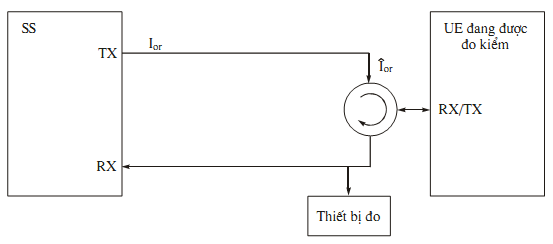 SS
UE đang được
đo kiểm
TX
I_or
Î_or
RX/TX
RX
Thiết bị đo